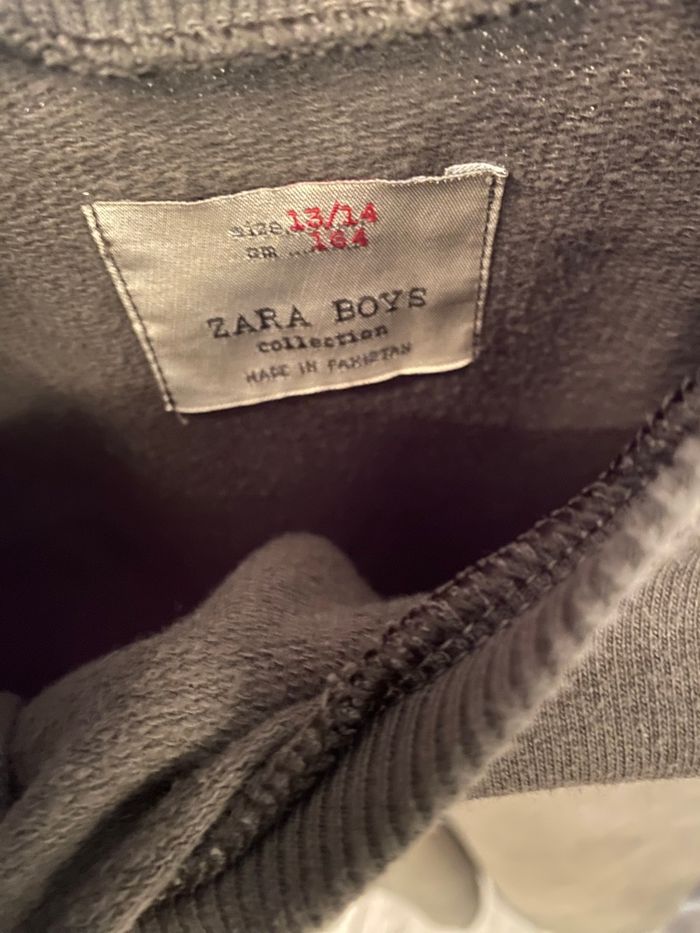 size 13/14
cm ....164
ZARA BOYS
collection
MADE IN PAKISTAN